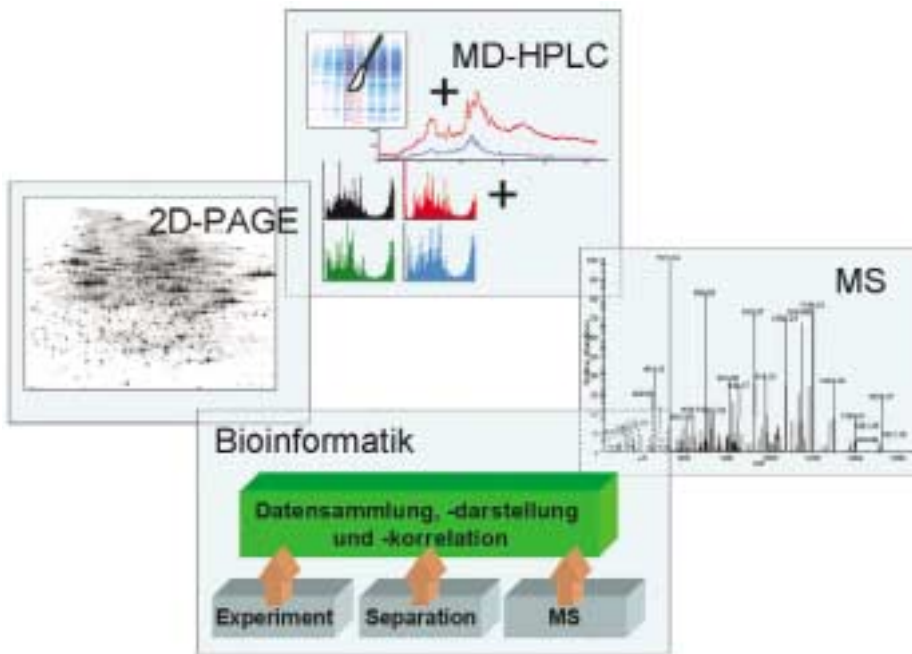 MD-HPLC
2D-PAGE
MS
Bioinformatik
Datensammlung, -darstellung
und -korrelation
Experiment
Separation
MS